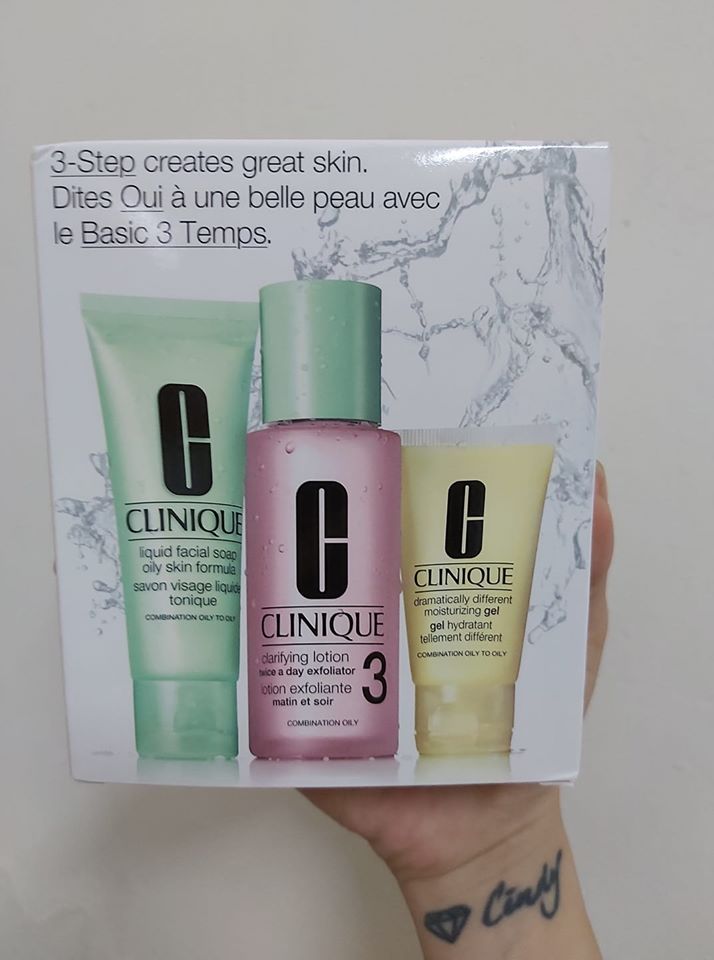 3-Step creates great skin.
Dites Oui à une belle peau avec
le Basic 3 Temps.
C
CLINIQUE
liquid facial soap
oily skin formula
savon visage liquide
tonique
COMBINATION OILY TO OILY
C
CLINIQUE
clarifying lotion
twice a day exfoliator
lotion exfoliante
matin et soir
3
COMBINATION OILY
C
CLINIQUE
dramatically different
moisturizing gel
gel hydratant
tellement différent
COMBINATION OILY TO OILY
Cindy